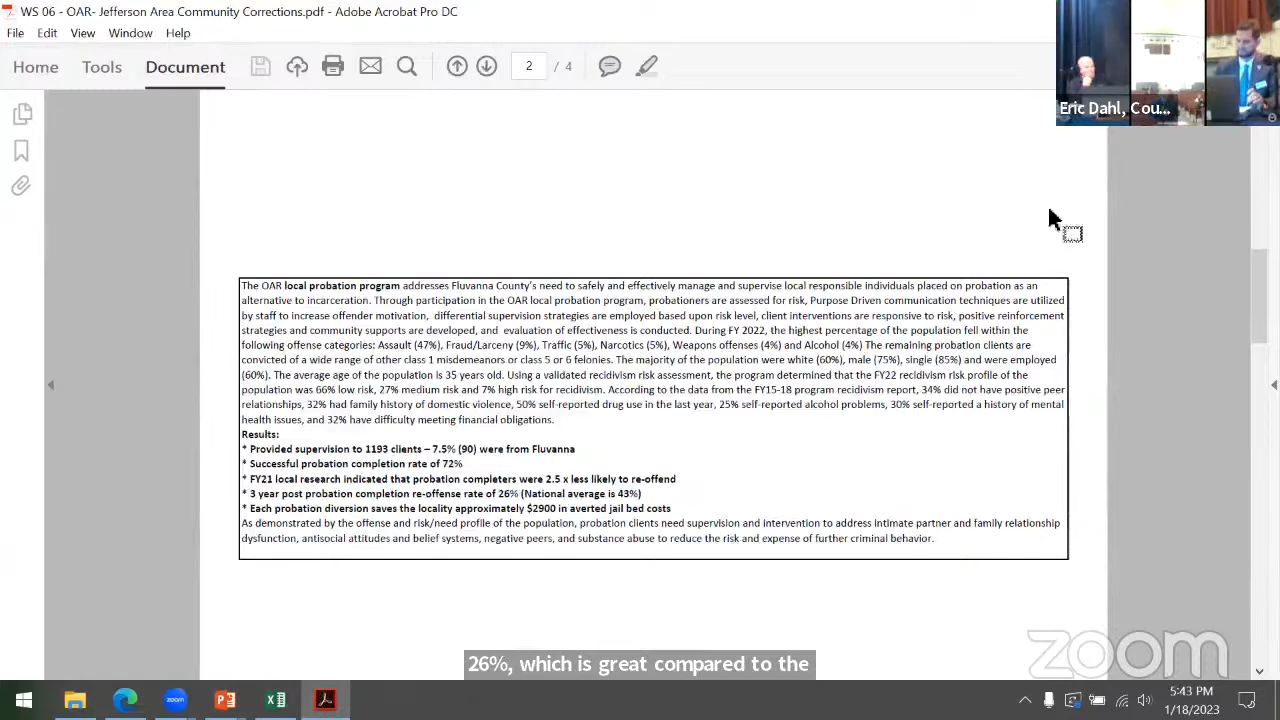 WS 06 - OAR- Jefferson Area Community Corrections.pdf - Adobe Acrobat Pro DC
File Edit View Window Help
Home Tools Document 2 / 4
Eric Dahl, Cou...
The OAR local probation program addresses Fluvanna County's need to safely and effectively manage and supervise local responsible individuals placed on probation as an
alternative to incarceration. Through participation in the OAR local probation program, probationers are assessed for risk, Purpose Driven communication techniques are utilized
by staff to increase offender motivation, differential supervision strategies are employed based upon risk level, client interventions are responsive to risk, positive reinforcement
strategies and community supports are developed, and evaluation of effectiveness is conducted. During FY 2022, the highest percentage of the population fell within the
following offense categories: Assault (47%), Fraud/Larceny (9%), Traffic (5%), Narcotics (5%), Weapons offenses (4%) and Alcohol (4%) The remaining probation clients are
convicted of a wide range of other class 1 misdemeanors or class 5 or 6 felonies. The majority of the population were white (60%), male (75%), single (85%) and were employed
(60%). The average age of the population is 35 years old. Using a validated recidivism risk assessment, the program determined that the FY22 recidivism risk profile of the
population was 66% low risk, 27% medium risk and 7% high risk for recidivism. According to the data from the FY15-18 program recidivism report, 34% did not have positive peer
relationships, 32% had family history of domestic violence, 50% self-reported drug use in the last year, 25% self-reported alcohol problems, 30% self-reported a history of mental
health issues, and 32% have difficulty meeting financial obligations.
Results:
* Provided supervision to 1193 clients – 7.5% (90) were from Fluvanna
* Successful probation completion rate of 72%
* FY21 local research indicated that probation completers were 2.5 x less likely to re-offend
* 3 year post probation completion re-offense rate of 26% (National average is 43%)
* Each probation diversion saves the locality approximately $2900 in averted jail bed costs
As demonstrated by the offense and risk/need profile of the population, probation clients need supervision and intervention to address intimate partner and family relationship
dysfunction, antisocial attitudes and belief systems, negative peers, and substance abuse to reduce the risk and expense of further criminal behavior.
zoom
26%, which is great compared to the
zoom
5:43 PM
1/18/2023